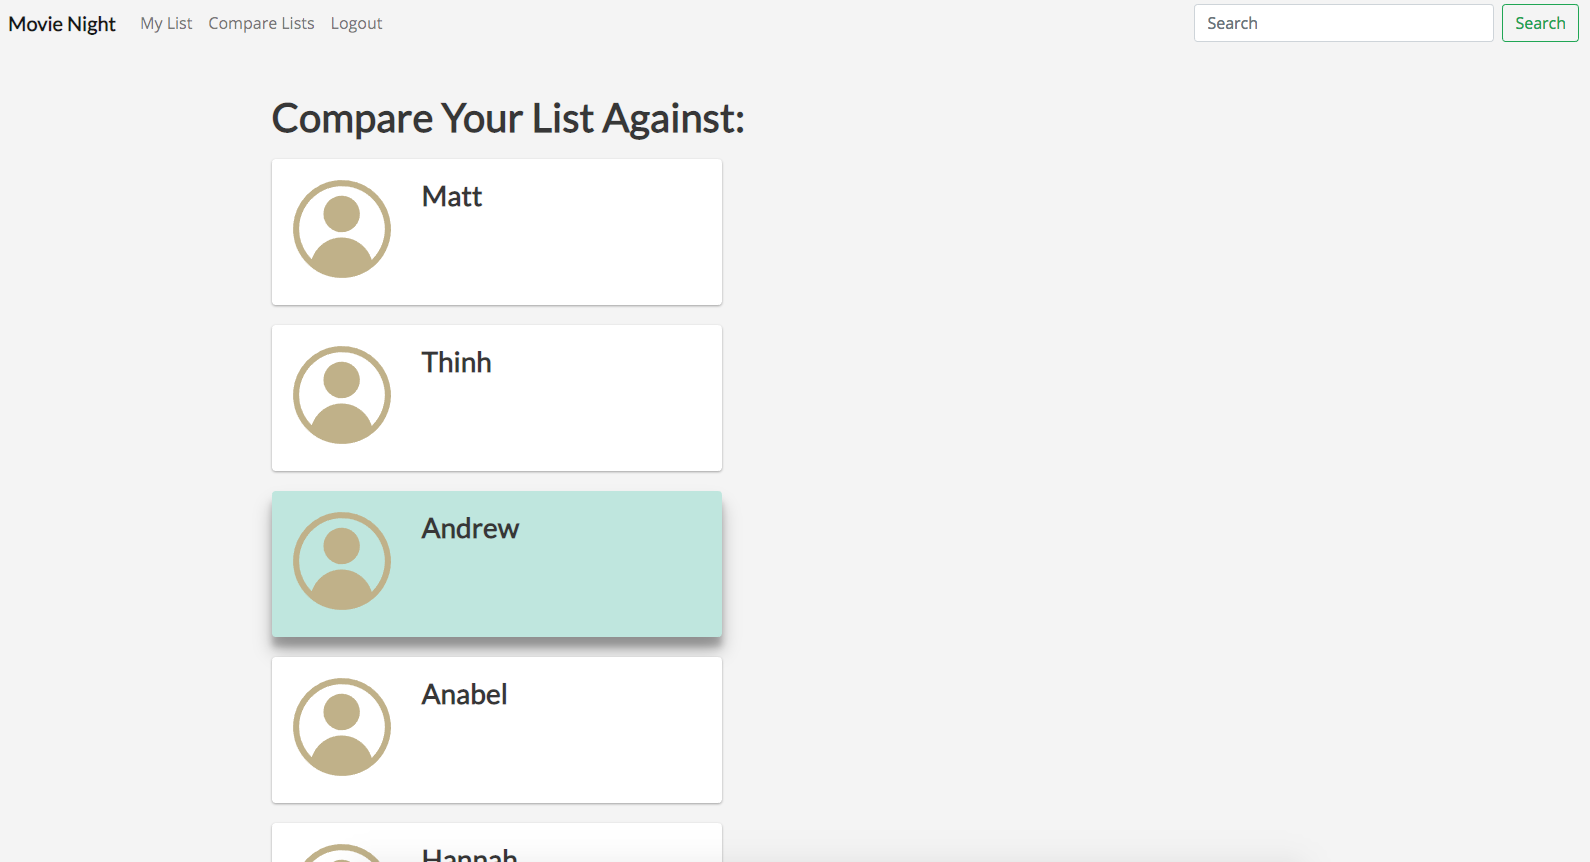 Movie Night My List Compare Lists Logout Search Search
Compare Your List Against:
Matt
Thinh
Andrew
Anabel
Hannah